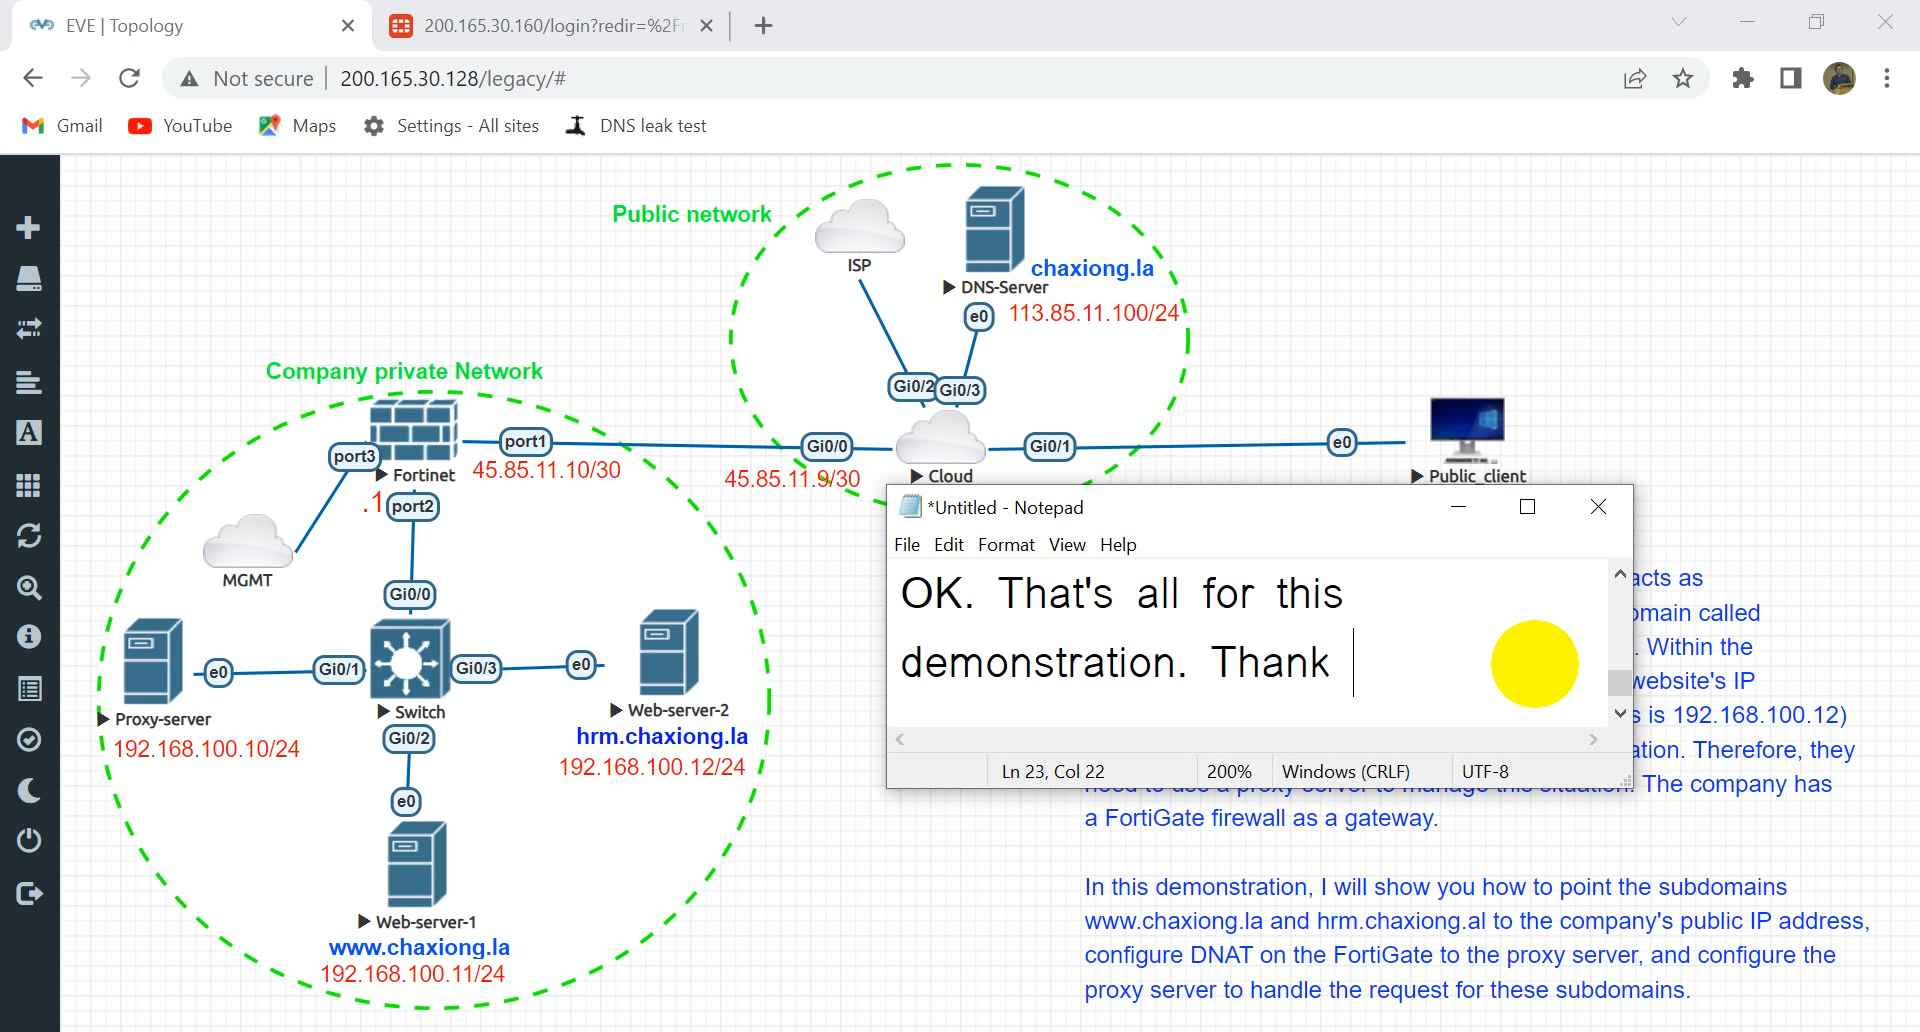 EVE | Topology
200.165.30.160/login?redir=%2F
Not secure
200.165.30.128/legacy/#
Gmail
YouTube
Maps
Settings - All sites
DNS leak test
Public network
ISP
DNS-Server
chaxiong.la
e0
113.85.11.100/24
Gi0/2
Gi0/3
Company private Network
port1
Gi0/0
Gi0/1
e0
port3
Fortinet
45.85.11.10/30
45.85.11.9/30
Cloud
Public_client
.1
port2
MGMT
Gi0/0
e0
Gi0/1
Gi0/3
e0
Proxy-server
Switch
Web-server-2
192.168.100.10/24
Gi0/2
hrm.chaxiong.la
192.168.100.12/24
e0
Web-server-1
www.chaxiong.la
192.168.100.11/24
*Untitled - Notepad
File Edit Format View Help
OK. That's all for this
demonstration. Thank
Ln 23, Col 22
200%
Windows (CRLF)
UTF-8
acts as
omain called
. Within the
website's IP
s is 192.168.100.12)
ation. Therefore, they
need to use a proxy server to manage this situation. The company has
a FortiGate firewall as a gateway.
In this demonstration, I will show you how to point the subdomains
www.chaxiong.la and hrm.chaxiong.al to the company's public IP address,
configure DNAT on the FortiGate to the proxy server, and configure the
proxy server to handle the request for these subdomains.